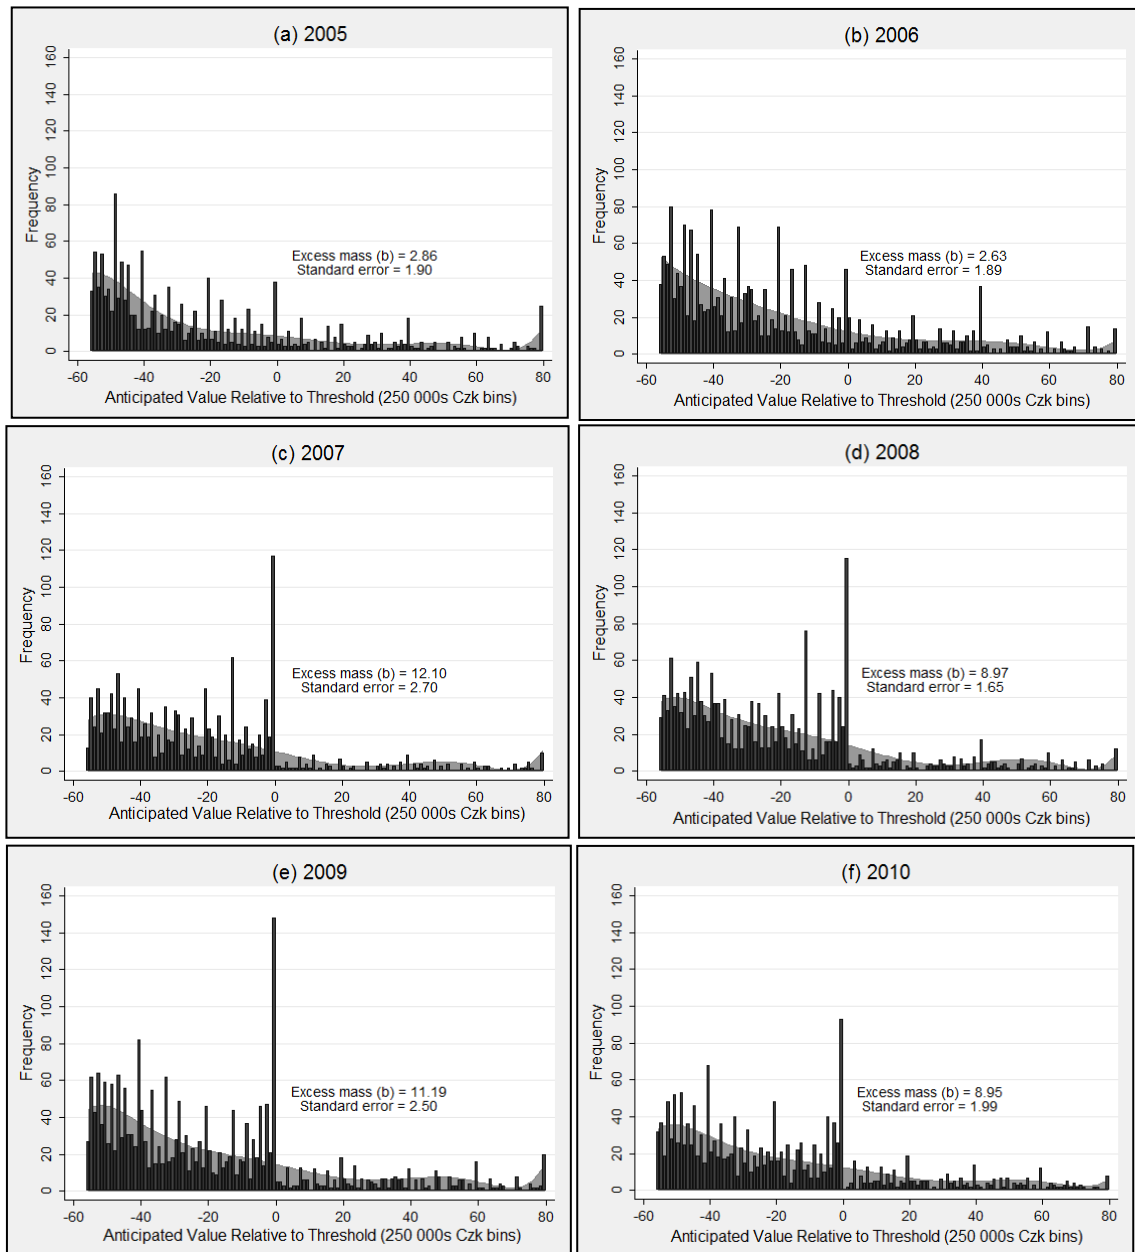 (a) 2005
160
140
120
100
80
60
40
20
0
Frequency
Excess mass (b) = 2.86
Standard error = 1.90
-60 -40 -20 0 20 40 60 80
Anticipated Value Relative to Threshold (250 000s Czk bins)
(b) 2006
160
140
120
100
80
60
40
20
0
Frequency
Excess mass (b) = 2.63
Standard error = 1.89
-60 -40 -20 0 20 40 60 80
Anticipated Value Relative to Threshold (250 000s Czk bins)
(c) 2007
160
140
120
100
80
60
40
20
0
Frequency
Excess mass (b) = 12.10
Standard error = 2.70
-60 -40 -20 0 20 40 60 80
Anticipated Value Relative to Threshold (250 000s Czk bins)
(d) 2008
160
140
120
100
80
60
40
20
0
Frequency
Excess mass (b) = 8.97
Standard error = 1.65
-60 -40 -20 0 20 40 60 80
Anticipated Value Relative to Threshold (250 000s Czk bins)
(e) 2009
160
140
120
100
80
60
40
20
0
Frequency
Excess mass (b) = 11.19
Standard error = 2.50
-60 -40 -20 0 20 40 60 80
Anticipated Value Relative to Threshold (250 000s Czk bins)
(f) 2010
160
140
120
100
80
60
40
20
0
Frequency
Excess mass (b) = 8.95
Standard error = 1.99
-60 -40 -20 0 20 40 60 80
Anticipated Value Relative to Threshold (250 000s Czk bins)